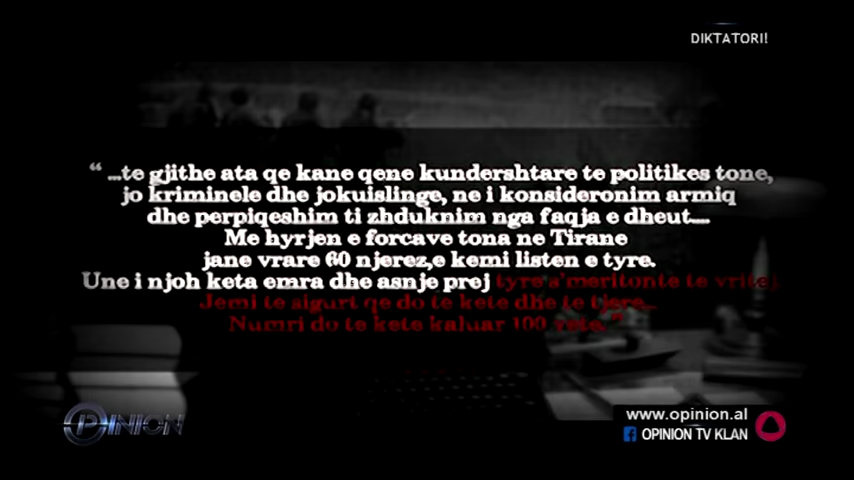 DIKTATORI!
“ ...te gjithe ata qe kane qene kundershtare te politikes tone,
jo kriminele dhe jokuislinge, ne i konsideronim armiq
dhe perpiqeshim ti zhduknim nga faqja e dheut....
Me hyrjen e forcave tona ne Tirane
jane vrare 60 njerez,e kemi listen e tyre.
Une i njoh keta emra dhe asnje prej tyre s'meritonte te vritej
Jemi te sigurt qe do te kete dhe te tjere...
Numri do te kete kaluar 100 vete. ”
OPINION
www.opinion.al
OPINION TV KLAN